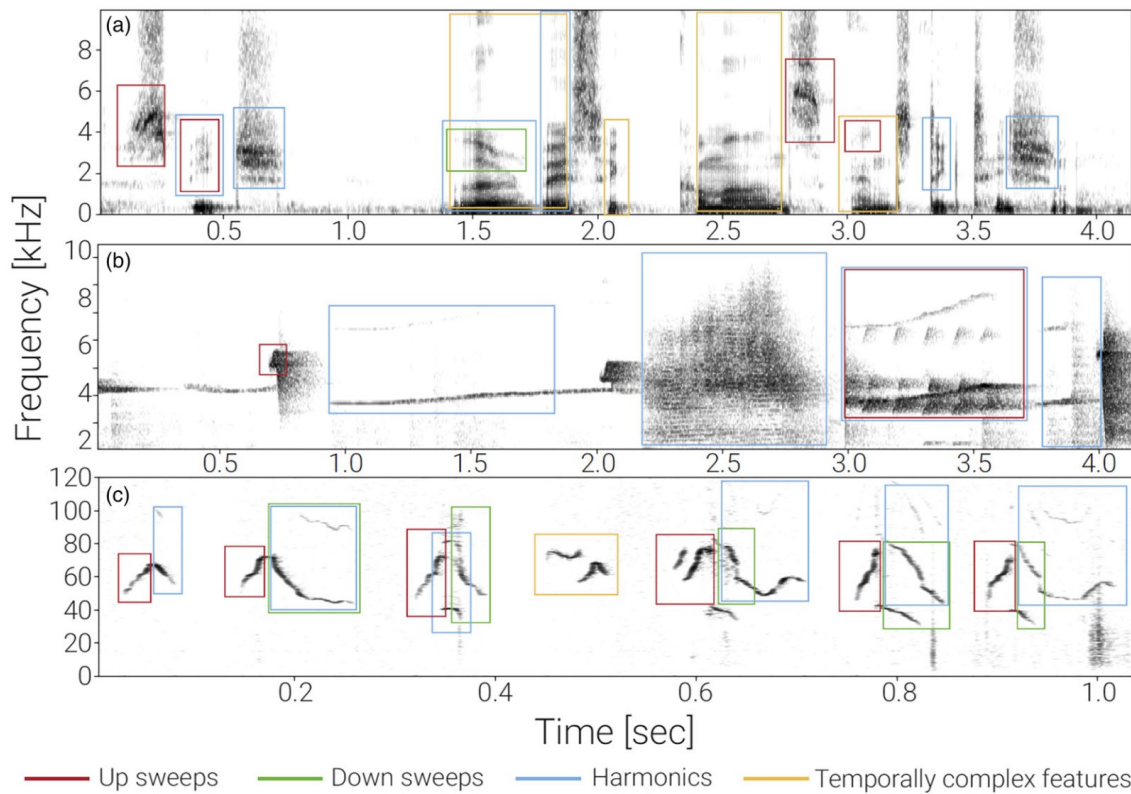 (a)
8
6
4
2
0
0.5 1.0 1.5 2.0 2.5 3.0 3.5 4.0
(b)
10
8
6
4
2
0.5 1.0 1.5 2.0 2.5 3.0 3.5 4.0
Frequency [kHz]
(c)
120
100
80
60
40
20
0
0.2 0.4 0.6 0.8 1.0
Time [sec]
Up sweeps Down sweeps Harmonics Temporally complex features